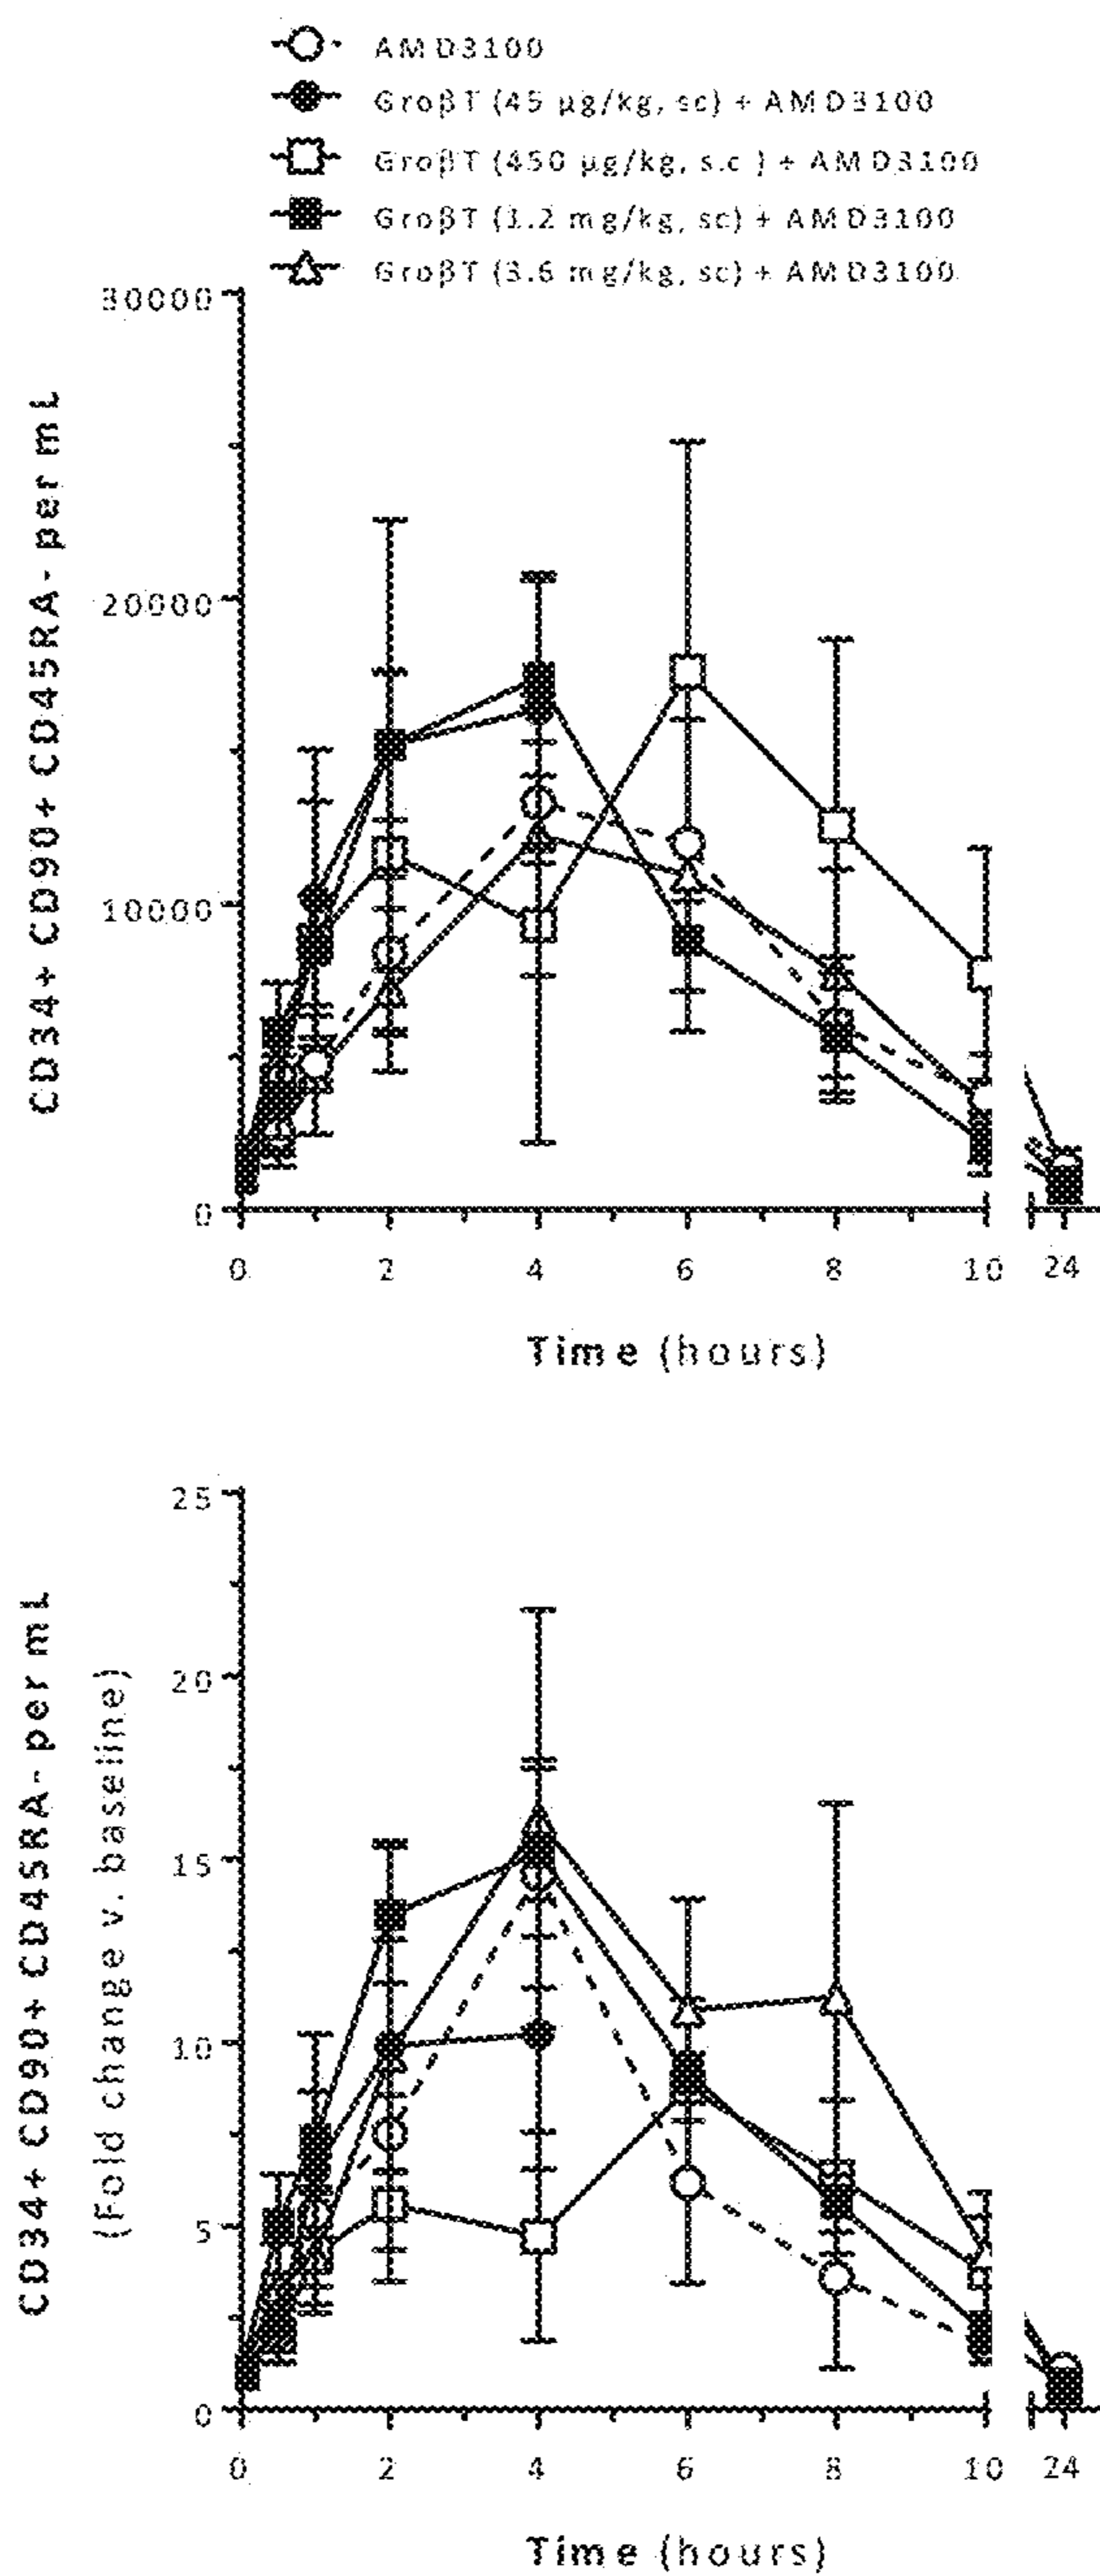 AMD3100
GroβT (45 µg/kg, sc) + AMD3100
GroβT (450 µg/kg, s.c ) + AMD3100
GroβT (1.2 mg/kg, sc) + AMD3100
GroβT (3.6 mg/kg, sc) + AMD3100
CD34+ CD90+ CD45RA- per mL
30000
20000
10000
0
0 2 4 6 8 10 24
Time (hours)
CD34+ CD90+ CD45RA- per mL
(Fold change v. baseline)
25
20
15
10
5
0
0 2 4 6 8 10 24
Time (hours)